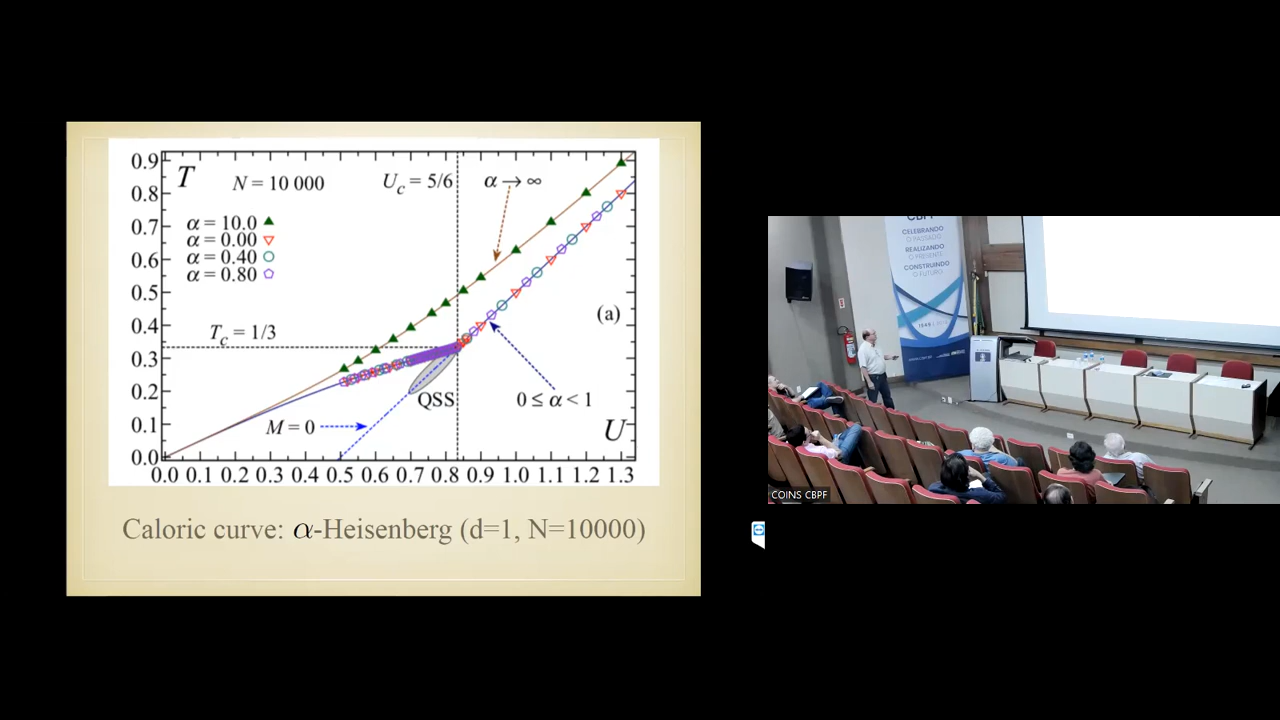 0.9
0.8
0.7
0.6
0.5
0.4
0.3
0.2
0.1
0.0
T
N = 10 000
U_c = 5/6
α → ∞
α = 10.0
α = 0.00
α = 0.40
α = 0.80
(a)
T_c = 1/3
QSS
0 ≤ α < 1
M = 0
U
0.0 0.1 0.2 0.3 0.4 0.5 0.6 0.7 0.8 0.9 1.0 1.1 1.2 1.3
Caloric curve: α-Heisenberg (d=1, N=10000)
CBPF
CELEBRANDO
O PASSADO
REALIZANDO
O PRESENTE
CONSTRUINDO
O FUTURO
COINS CBPF